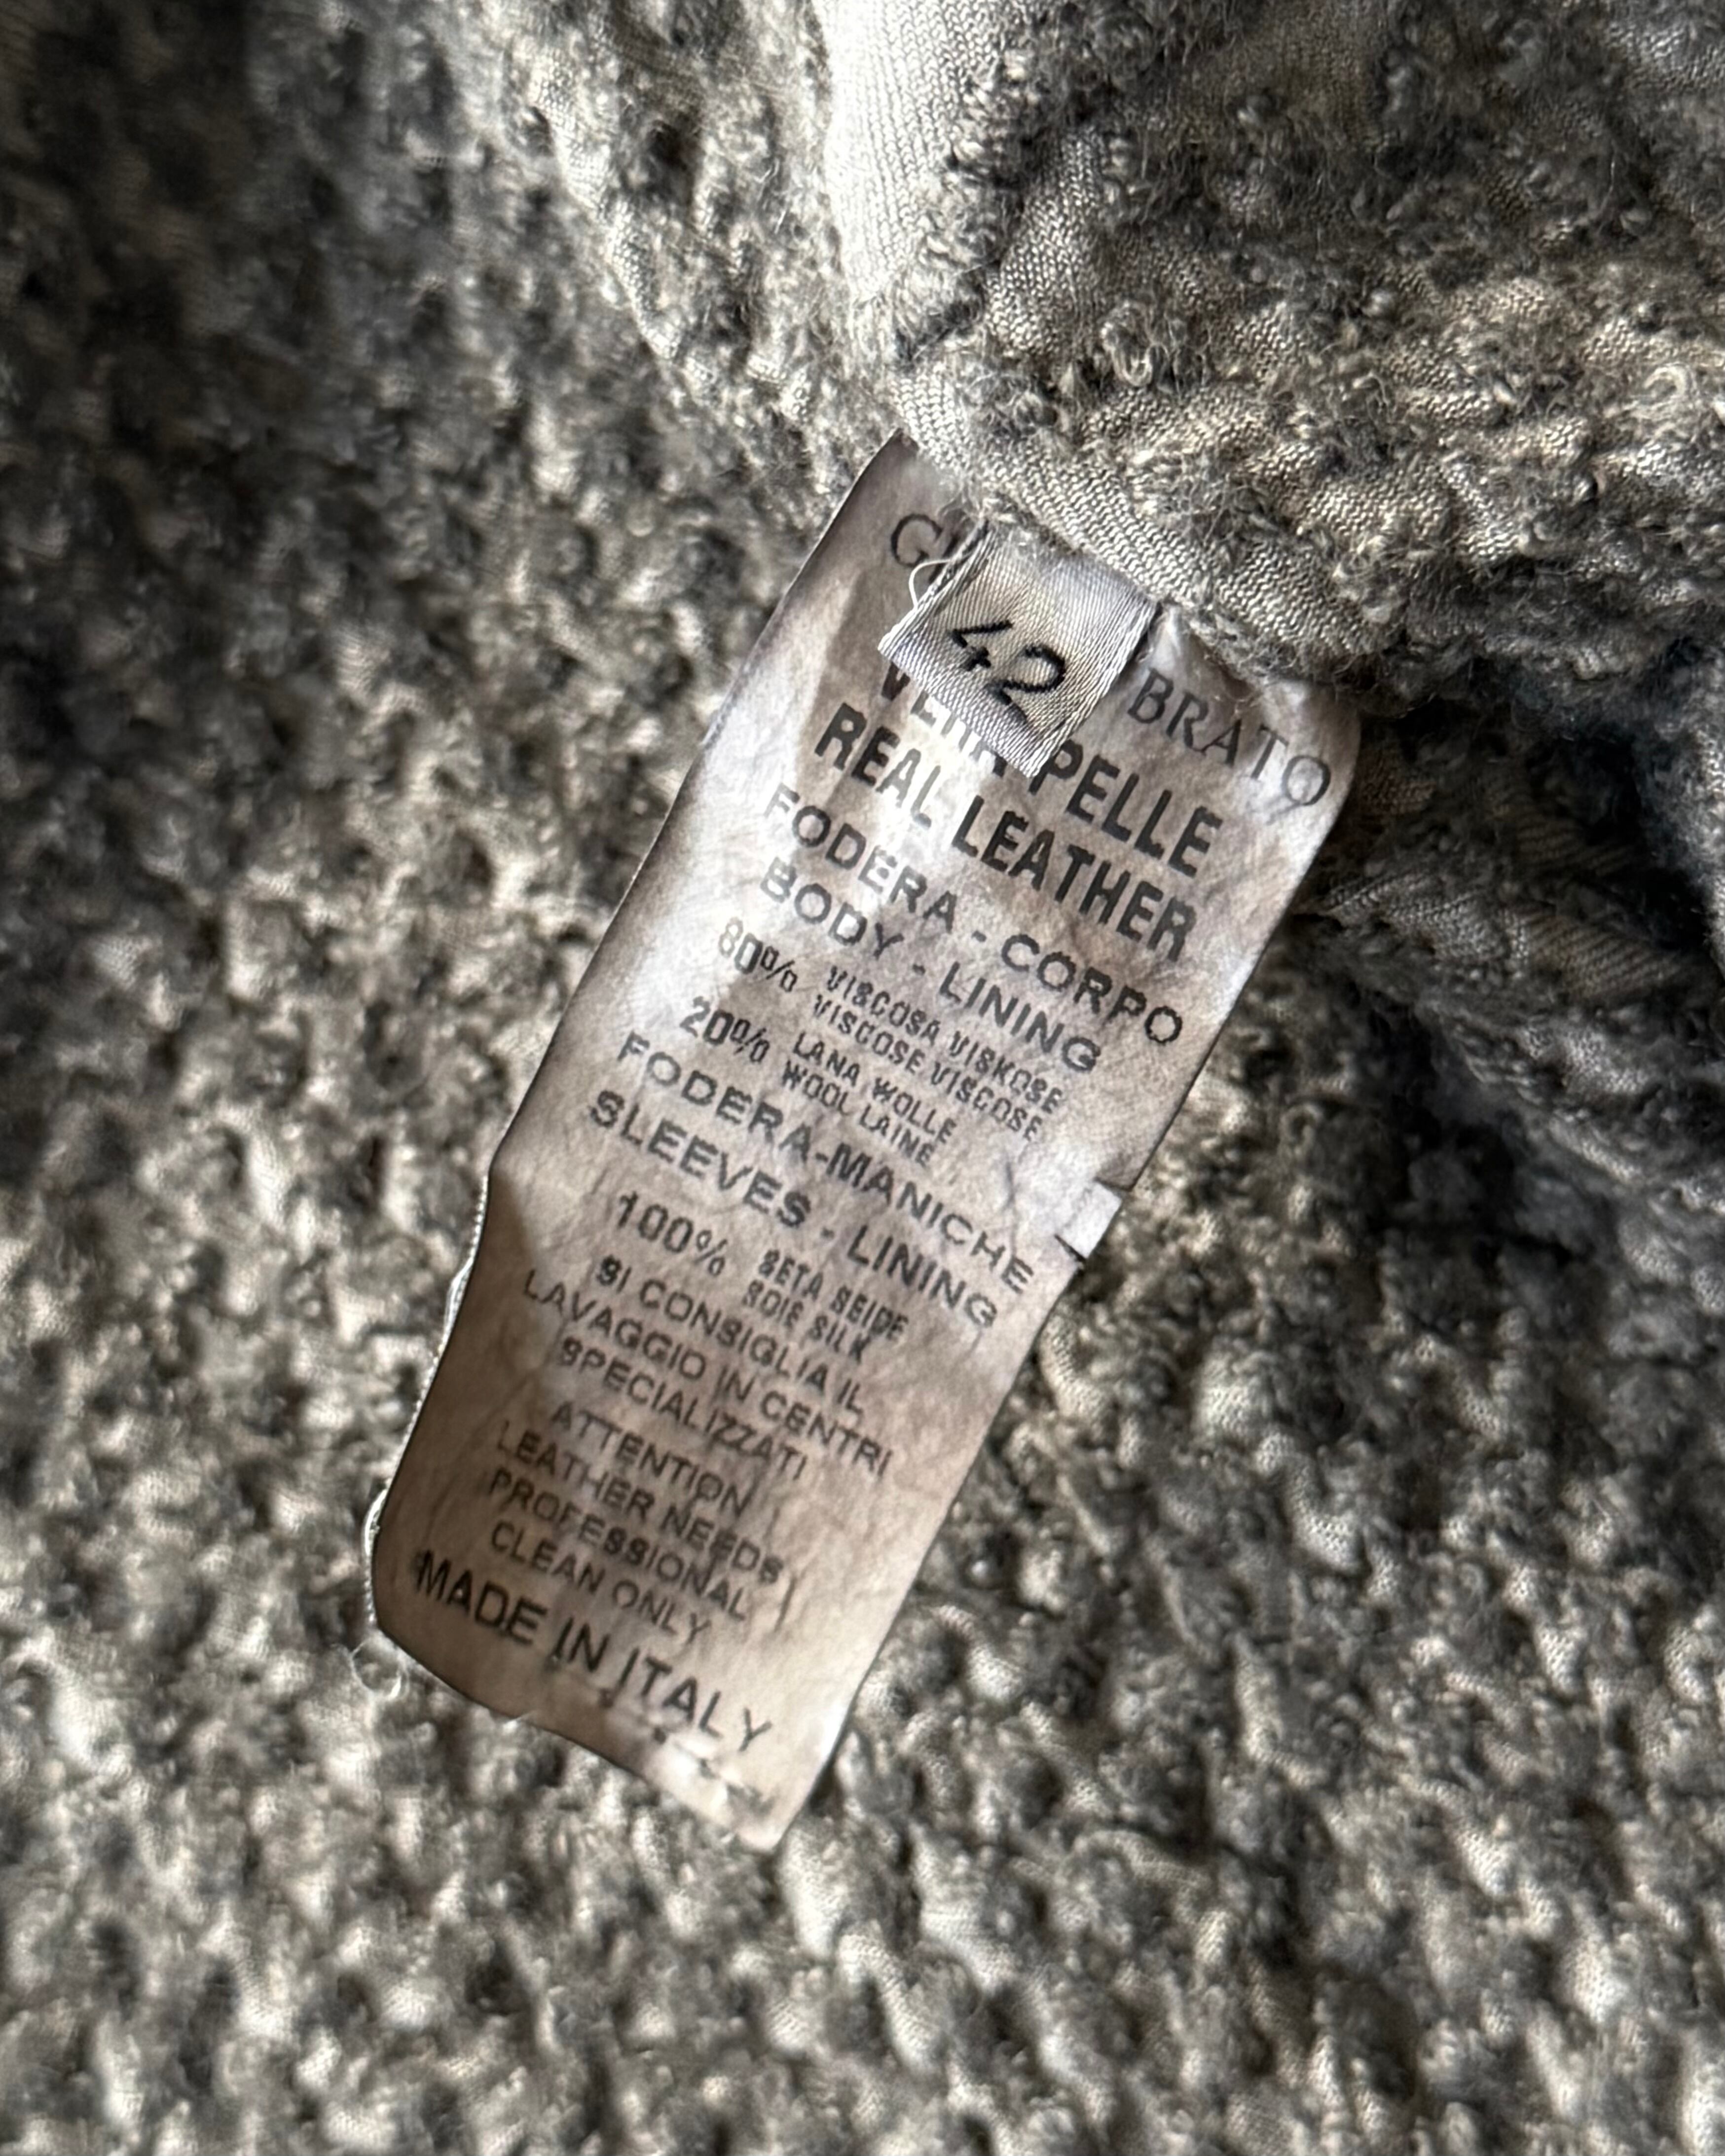 42
BRATO
PELLE
REAL LEATHER
FODERA - CORPO
BODY - LINING
80% VISCOSA VISKOSE
VISCOSE VISCOSE
20% LANA WOLLE
WOOL LAINE
FODERA-MANICHE
SLEEVES - LINING
100% SETA SEIDE
SOIE SILK
SI CONSIGLIA IL
LAVAGGIO IN CENTRI
SPECIALIZZATI
ATTENTION
LEATHER NEEDS
PROFESSIONAL
CLEAN ONLY
MADE IN ITALY